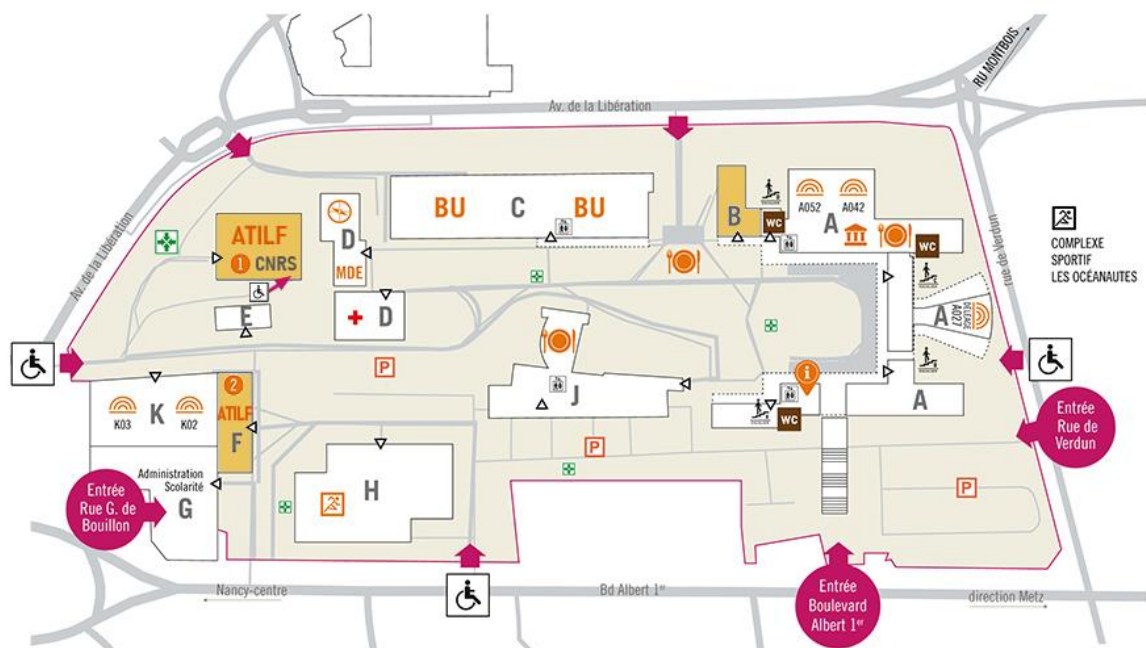 RU MONTBOIS
Av. de la Libération
BU
C
BU
B
WC
A052
A042
A
WC
rue de Verdun
COMPLEXE
SPORTIF
LES OCÉANAUTES
ATILF
1 CNRS
D
MDE
Av. de la Libération
E
D
A
DELEAGE
A027
P
J
i
K
K03
K02
2
ATILF
F
A
WC
Entrée
Rue de
Verdun
P
Administration
Scolarité
G
Entrée
Rue G. de
Bouillon
H
P
Nancy-centre
Bd Albert 1er
direction Metz
Entrée
Boulevard
Albert 1er